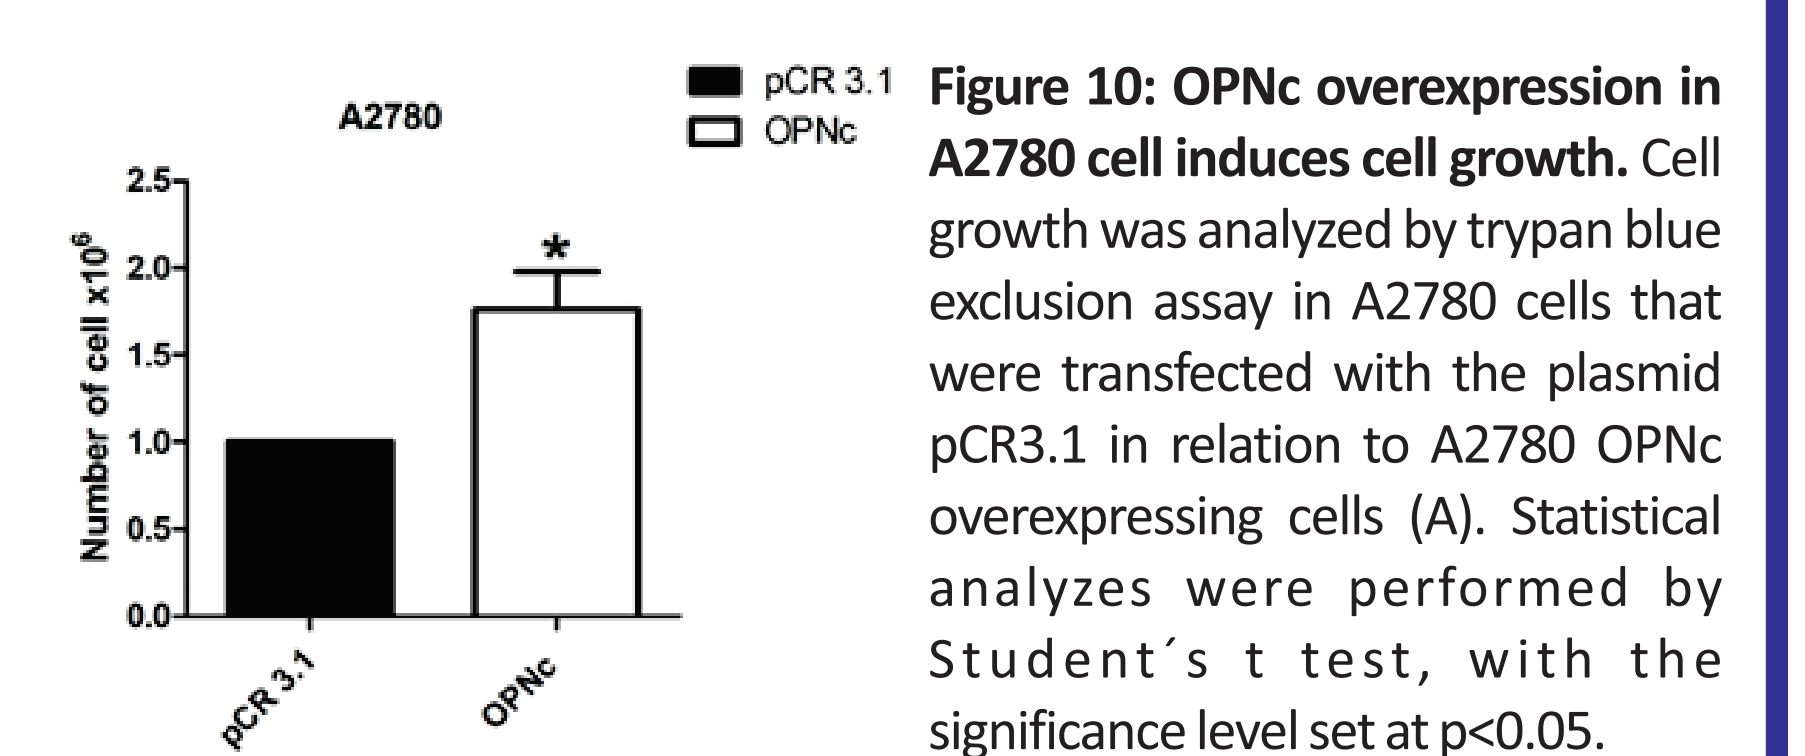 A2780
pCR 3.1
OPNc
Number of cell x10⁶
2.5
2.0
1.5
1.0
0.5
0.0
*
pCR 3.1
OPNc
Figure 10: OPNc overexpression in
A2780 cell induces cell growth. Cell
growth was analyzed by trypan blue
exclusion assay in A2780 cells that
were transfected with the plasmid
pCR3.1 in relation to A2780 OPNc
overexpressing cells (A). Statistical
analyzes were performed by
Student´s t test, with the
significance level set at p<0.05.